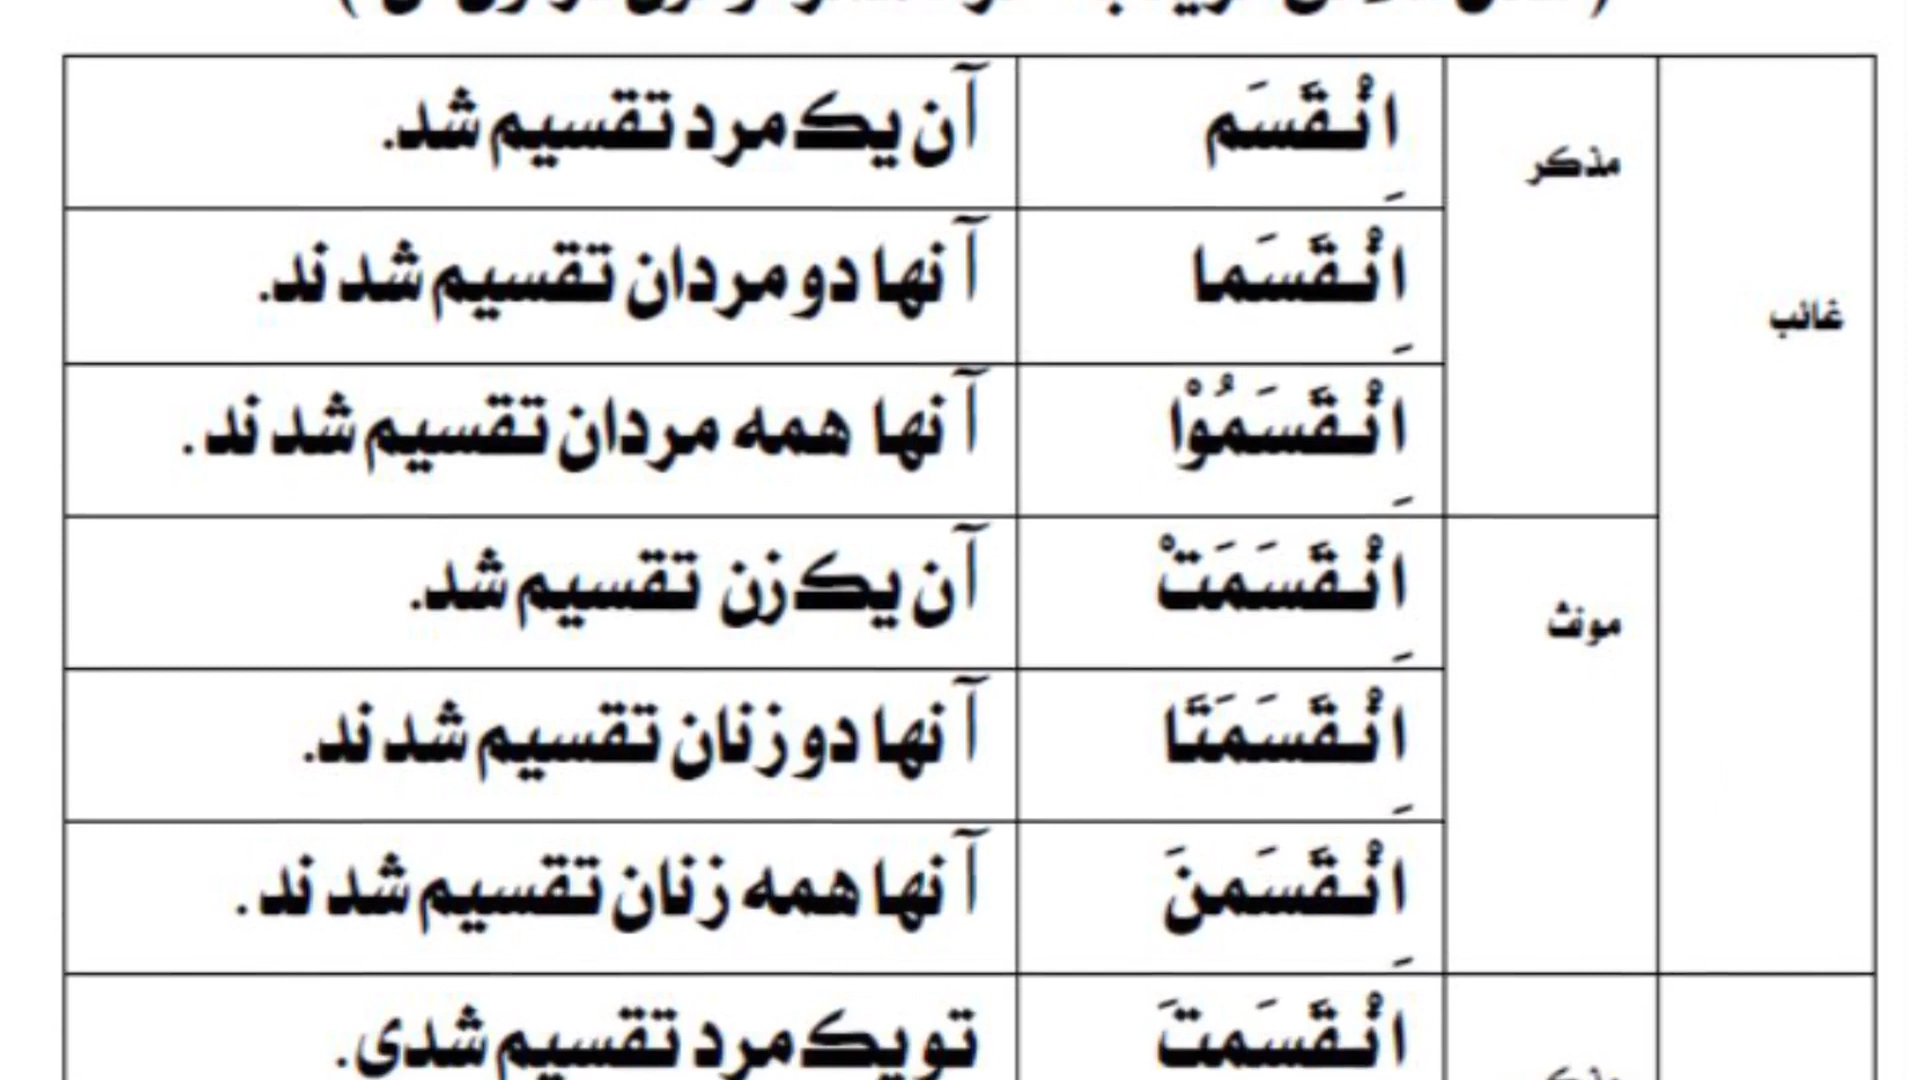 غائب
مذکر
اِنْقَسَم آن یک مرد تقسیم شد.
اِنْقَسَما آنها دو مردان تقسیم شدند.
اِنْقَسَمُوْا آنها همه مردان تقسیم شدند.
مونث
اِنْقَسَمَتْ آن یک زن تقسیم شد.
اِنْقَسَمَتَا آنها دو زنان تقسیم شدند.
اِنْقَسَمنَ آنها همه زنان تقسیم شدند.
اِنْقَسَمتَ تو یک مرد تقسیم شدی.